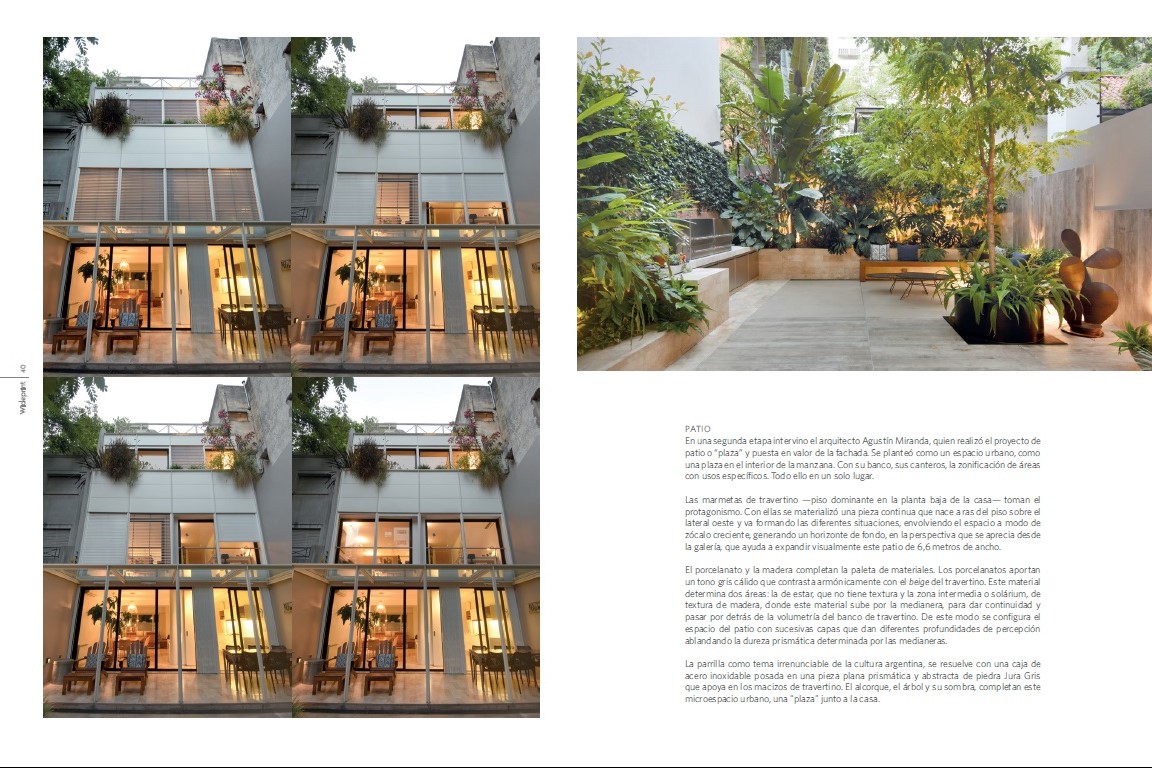 Wideprint | 40
PATIO
En una segunda etapa intervino el arquitecto Agustín Miranda, quien realizó el proyecto de
patio o "plaza" y puesta en valor de la fachada. Se planteó como un espacio urbano, como
una plaza en el interior de la manzana. Con su banco, sus canteros, la zonificación de áreas
con usos específicos. Todo ello en un solo lugar.
Las marmetas de travertino —piso dominante en la planta baja de la casa— toman el
protagonismo. Con ellas se materializó una pieza continua que nace a ras del piso sobre el
lateral oeste y va formando las diferentes situaciones, envolviendo el espacio a modo de
zócalo creciente, generando un horizonte de fondo, en la perspectiva que se aprecia desde
la galería, que ayuda a expandir visualmente este patio de 6,6 metros de ancho.
El porcelanato y la madera completan la paleta de materiales. Los porcelanatos aportan
un tono gris cálido que contrasta armónicamente con el beige del travertino. Este material
determina dos áreas: la de estar, que no tiene textura y la zona intermedia o solárium, de
textura de madera, donde este material sube por la medianera, para dar continuidad y
pasar por detrás de la volumetría del banco de travertino. De este modo se configura el
espacio del patio con sucesivas capas que dan diferentes profundidades de percepción
ablandando la dureza prismática determinada por las medianeras.
La parrilla como tema irrenunciable de la cultura argentina, se resuelve con una caja de
acero inoxidable posada en una pieza plana prismática y abstracta de piedra Jura Gris
que apoya en los macizos de travertino. El alcorque, el árbol y su sombra, completan este
microespacio urbano, una "plaza" junto a la casa.